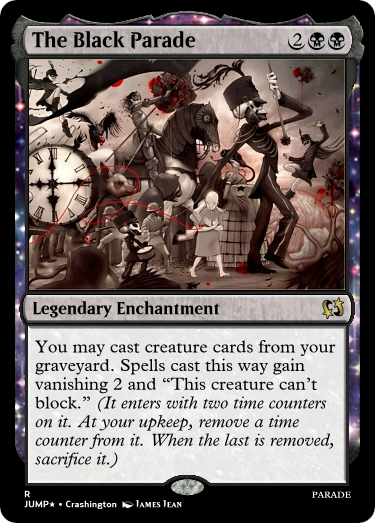 The Black Parade 2
Legendary Enchantment
You may cast creature cards from your
graveyard. Spells cast this way gain
vanishing 2 and “This creature can’t
block.” (It enters with two time counters
on it. At your upkeep, remove a time
counter from it. When the last is removed,
sacrifice it.)
R
PARADE
JUMP★ • Crashington James Jean